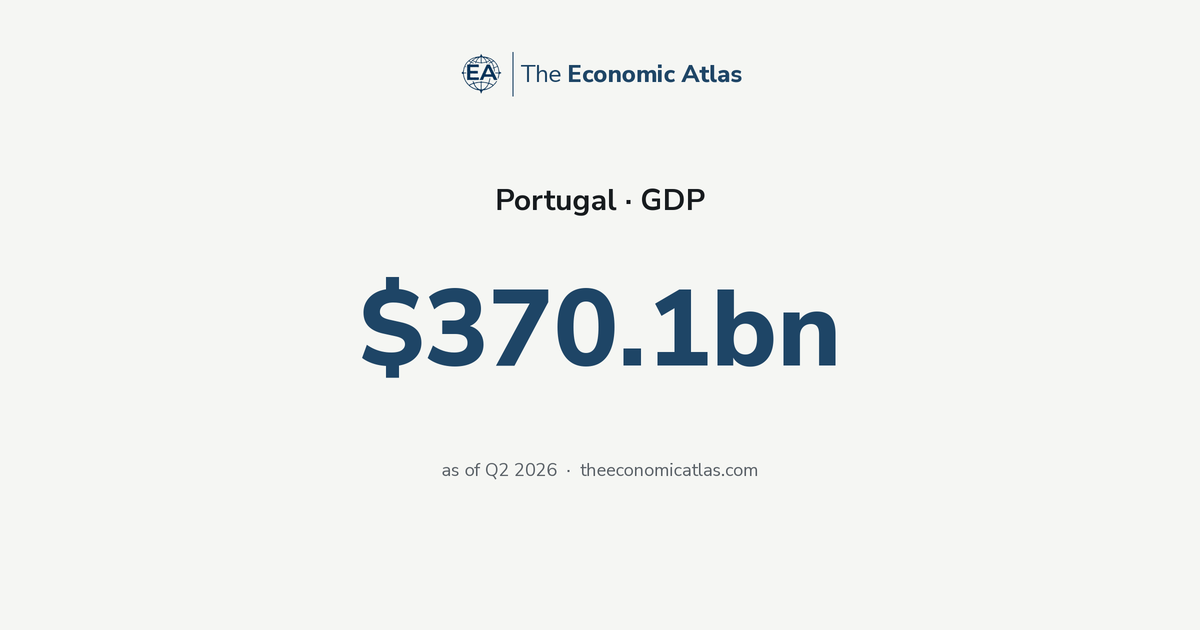 EA
The Economic Atlas
Portugal · GDP
$370.1bn
as of Q2 2026 · theeconomicatlas.com